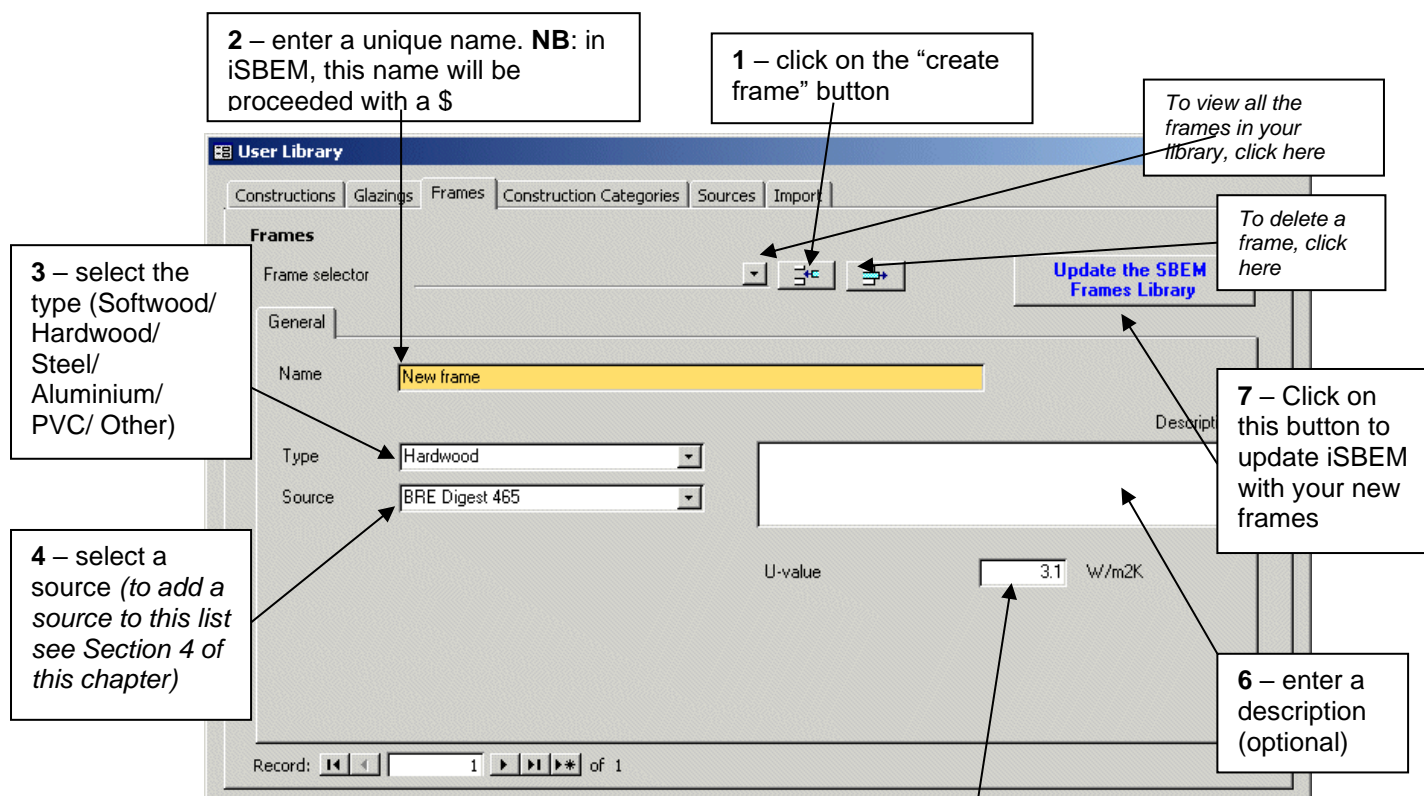 2 – enter a unique name. NB: in
iSBEM, this name will be
proceeded with a $
1 – click on the “create
frame” button
To view all the
frames in your
library, click here
User Library
Constructions Glazings Frames Construction Categories Sources Import
To delete a
frame, click
here
Frames
Frame selector
Update the SBEM
Frames Library
3 – select the
type (Softwood/
Hardwood/
Steel/
Aluminium/
PVC/ Other)
General
Name New frame
7 – Click on
this button to
update iSBEM
with your new
frames
Descript
Type Hardwood
Source BRE Digest 465
4 – select a
source (to add a
source to this list
see Section 4 of
this chapter)
U-value 3.1 W/m2K
6 – enter a
description
(optional)
Record: 1 of 1